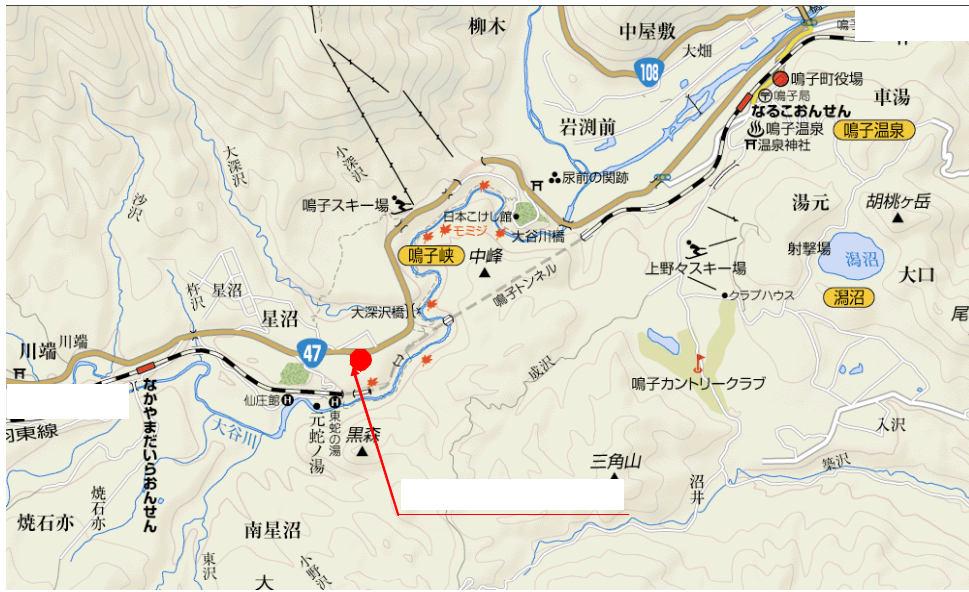 柳木
中屋敷
大畑
108
鳴子町役場
鳴子局
なるこおんせん
車湯
鳴子温泉
鳴子温泉
温泉神社
岩渕前
大深沢
小深沢
尿前の関跡
湯元
胡桃ヶ岳
沙沢
鳴子スキー場
日本こけし館
モミジ
大谷川橋
鳴子峡
中峰
射撃場
潟沼
上野々スキー場
大口
鳴子トンネル
クラブハウス
潟沼
杵沢
星沼
星沼
大深沢橋
尾
川端
川端
47
成沢
鳴子カントリークラブ
なかやまだいらおんせん
仙庄館
H
H
東蛇の湯
元蛇ノ湯
黒森
大谷川
入沢
東線
三角山
築沢
沼井
焼石亦
焼石亦
南星沼
東沢
小野沢
大